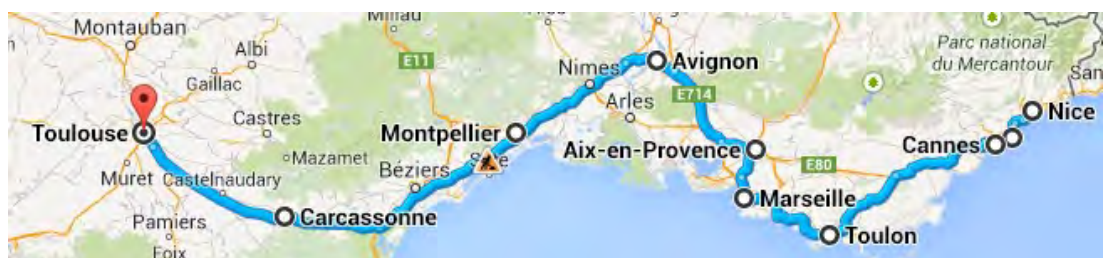 Montauban
Millau
Albi
Parc national
du Mercantour
E11
Nimes
Avignon
Gaillac
E714
San
Arles
Nice
Toulouse
Castres
Montpellier
Cannes
Mazamet
Aix-en-Provence
E80
Muret
Béziers
Castelnaudary
Marseille
Pamiers
Carcassonne
Toulon
Foix